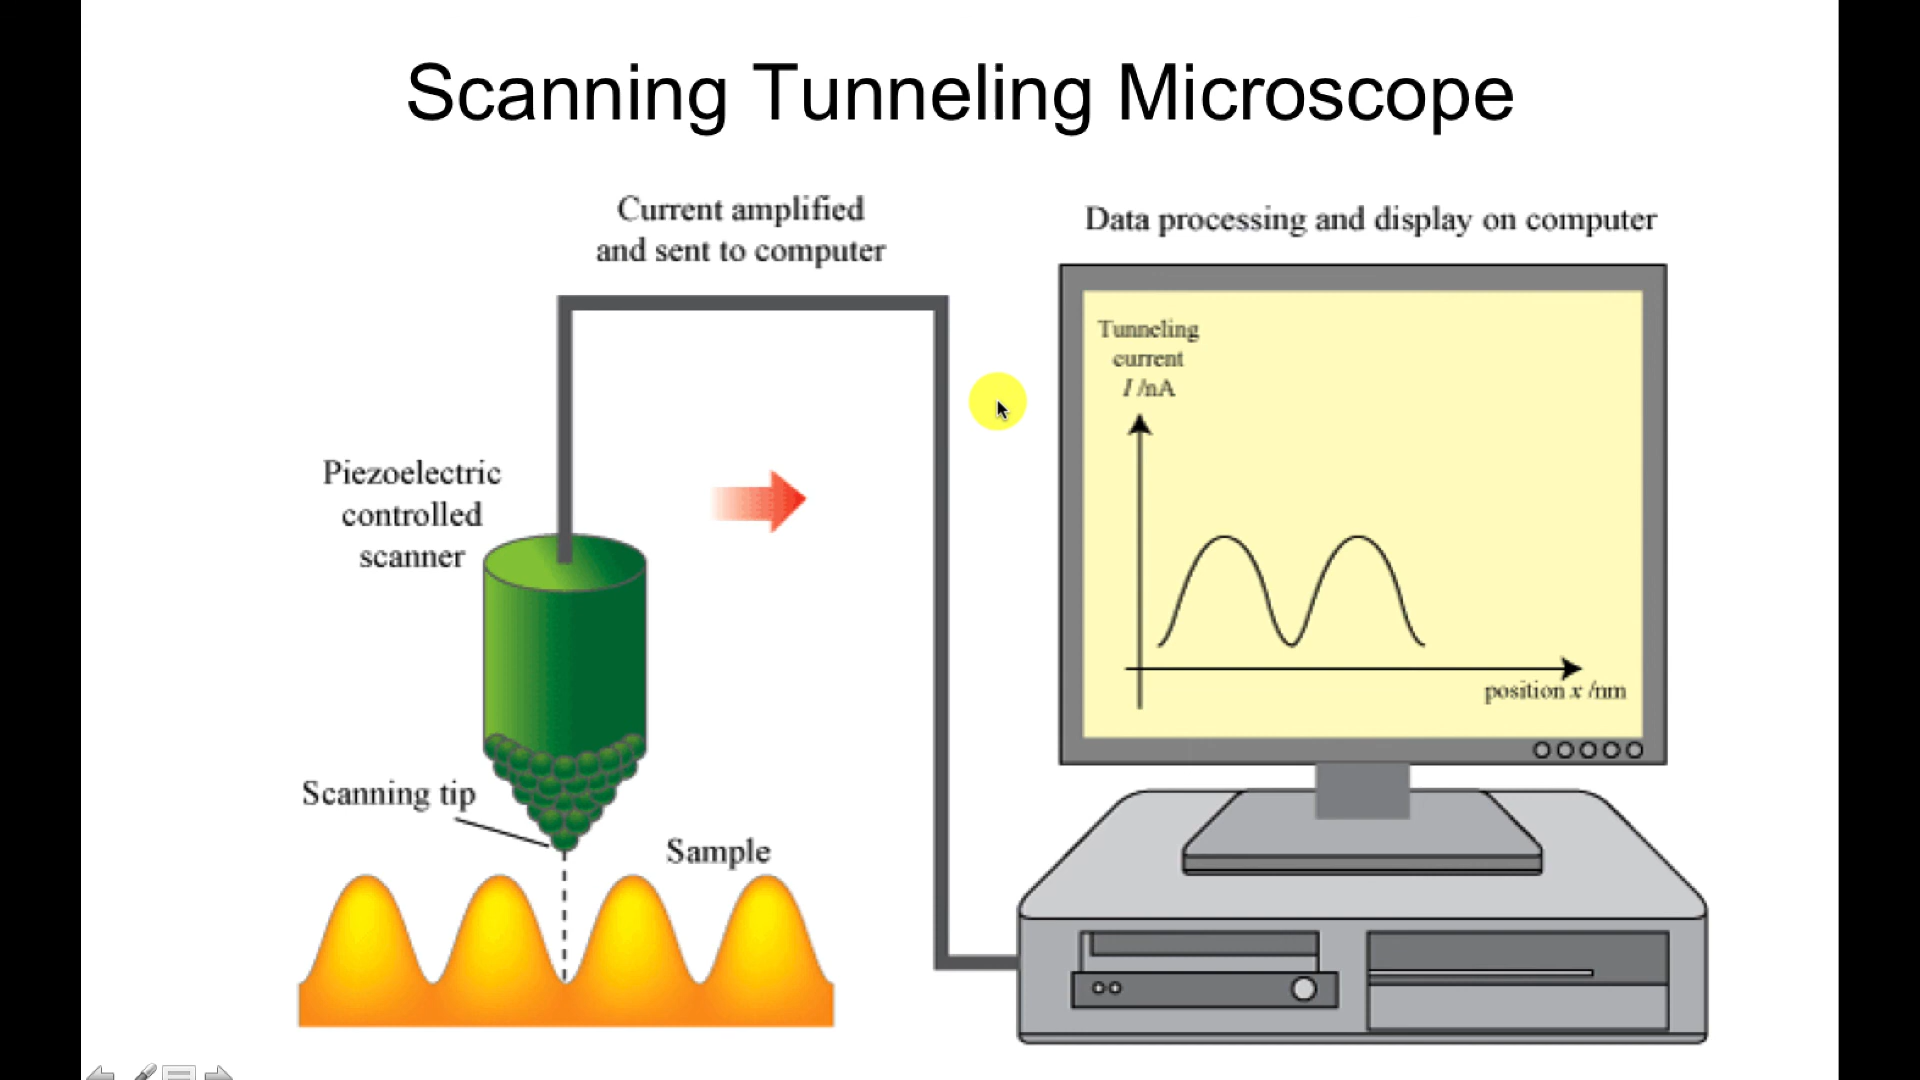 Scanning Tunneling Microscope
Current amplified
and sent to computer
Data processing and display on computer
Tunneling
current
I /nA
position x /nm
Piezoelectric
controlled
scanner
Scanning tip
Sample